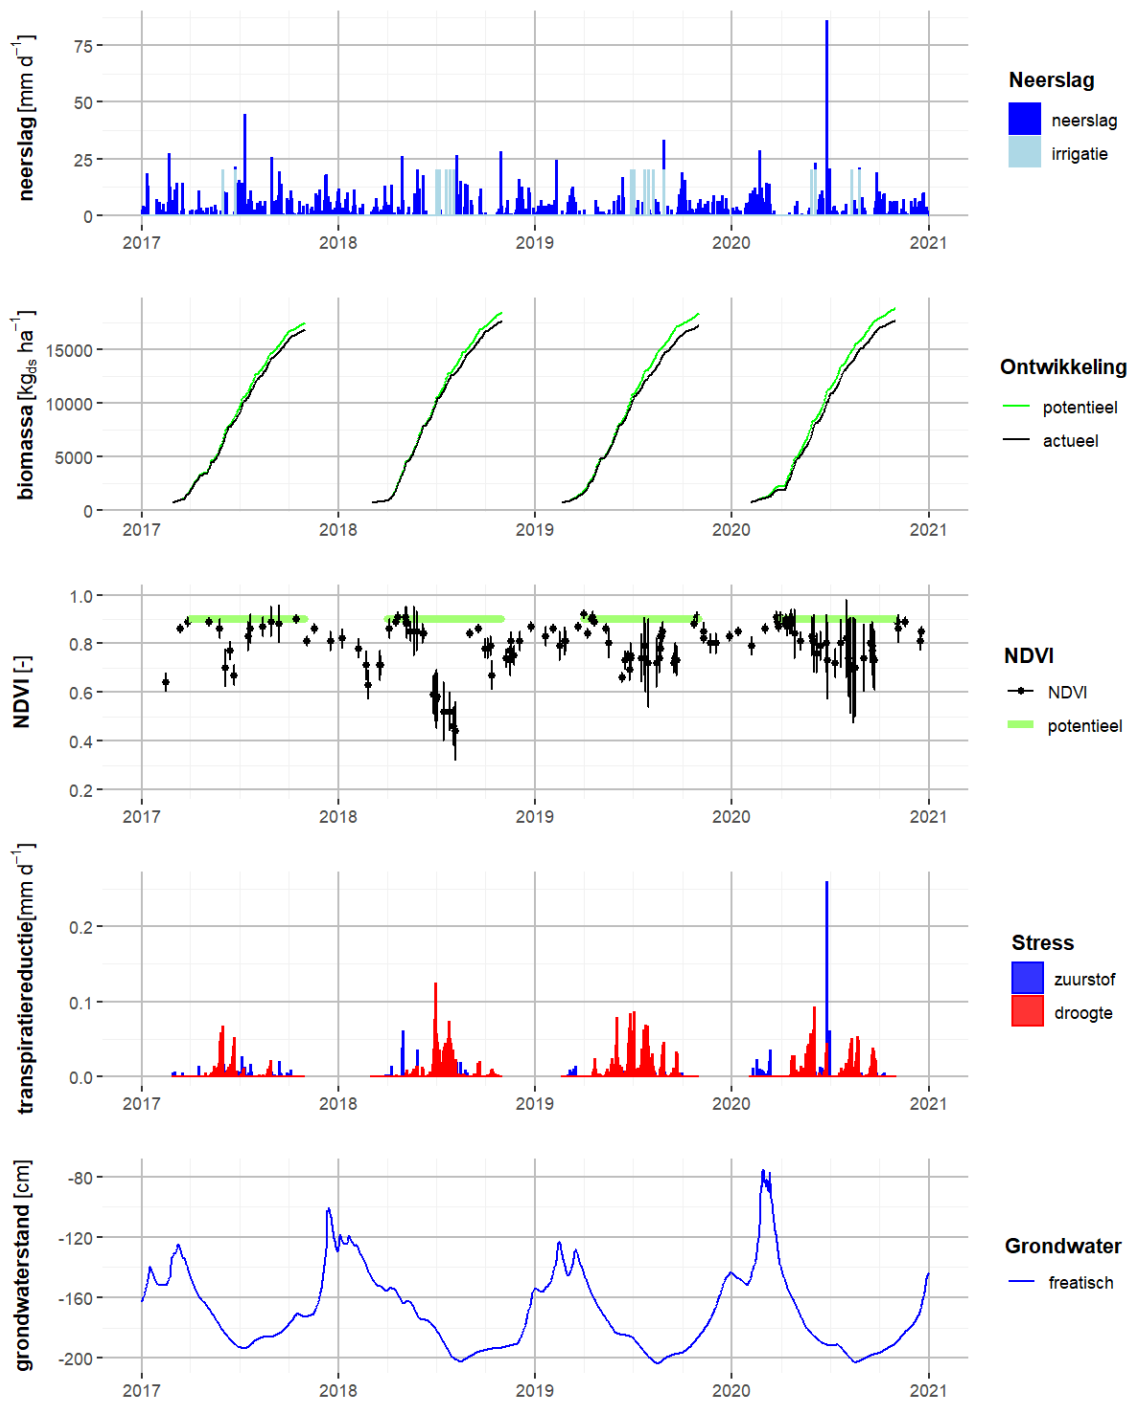 neerslag [mm d⁻¹]
75
50
25
0
2017 2018 2019 2020 2021
Neerslag
neerslag
irrigatie
biomassa [kg_ds ha⁻¹]
15000
10000
5000
0
2017 2018 2019 2020 2021
Ontwikkeling
potentieel
actueel
NDVI [-]
1.0
0.8
0.6
0.4
0.2
2017 2018 2019 2020 2021
NDVI
NDVI
potentieel
transpiratiereductie[mm d⁻¹]
0.2
0.1
0.0
2017 2018 2019 2020 2021
Stress
zuurstof
droogte
grondwaterstand [cm]
-80
-120
-160
-200
2017 2018 2019 2020 2021
Grondwater
freatisch